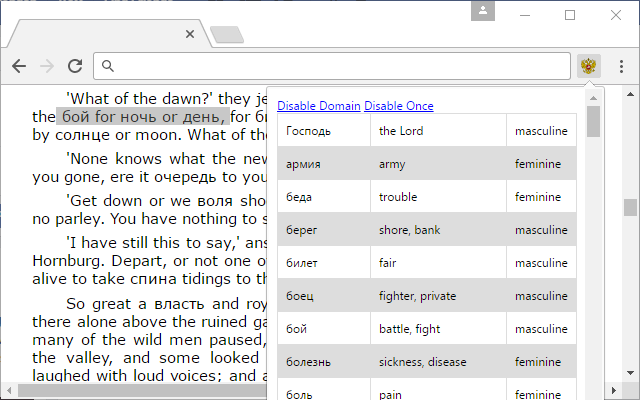 'What of the dawn?' they je
the бой for ночь or день, for б
by солнце or moon. What of the
'None knows what the new
you gone, ere it очередь to you
'Get down or we воля shoo
no parley. You have nothing to s
'I have still this to say,' ans
Hornburg. Depart, or not one o
alive to take спина tidings to th
So great a власть and roy
there alone above the ruined ga
many of the wild men paused,
the valley, and some looked
laughed with loud voices; and a
Disable Domain Disable Once
Господь the Lord masculine
армия army feminine
беда trouble feminine
берег shore, bank masculine
билет fair masculine
боец fighter, private masculine
бой battle, fight masculine
болезнь sickness, disease feminine
боль pain feminine